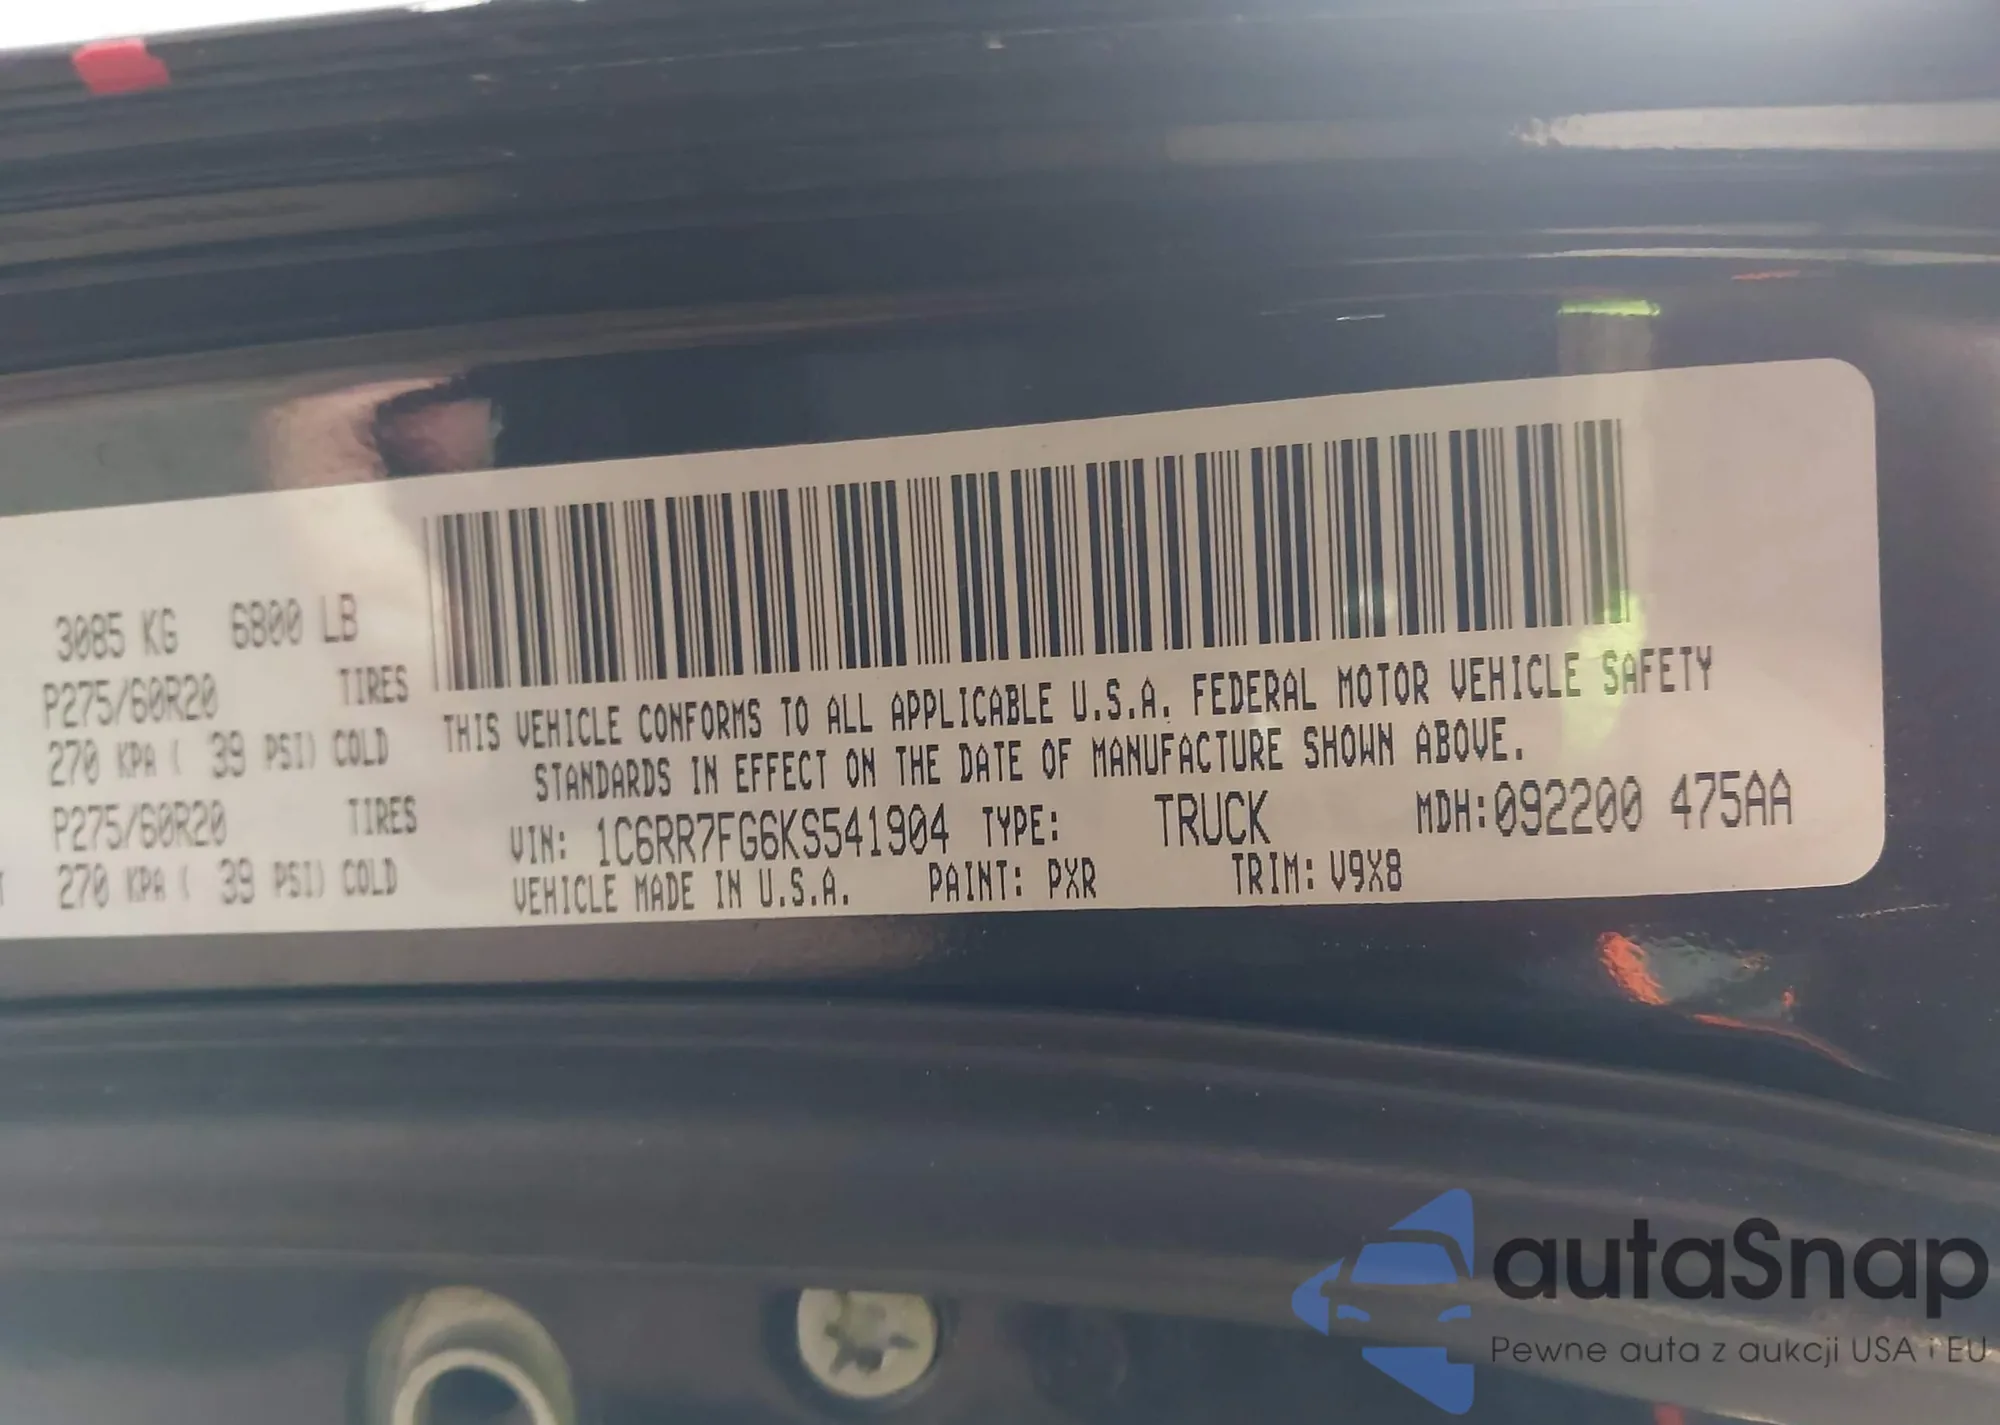 3085 KG 6800 LB
P275/60R20 TIRES
270 KPA ( 39 PSI) COLD
P275/60R20 TIRES
270 KPA ( 39 PSI) COLD
THIS VEHICLE CONFORMS TO ALL APPLICABLE U.S.A. FEDERAL MOTOR VEHICLE SAFETY
STANDARDS IN EFFECT ON THE DATE OF MANUFACTURE SHOWN ABOVE.
VIN: 1C6RR7FG6KS541904 TYPE: TRUCK MDH:092200 475AA
VEHICLE MADE IN U.S.A. PAINT: PXR TRIM: V9X8
autaSnap
Pewne auta z aukcji USA i EU